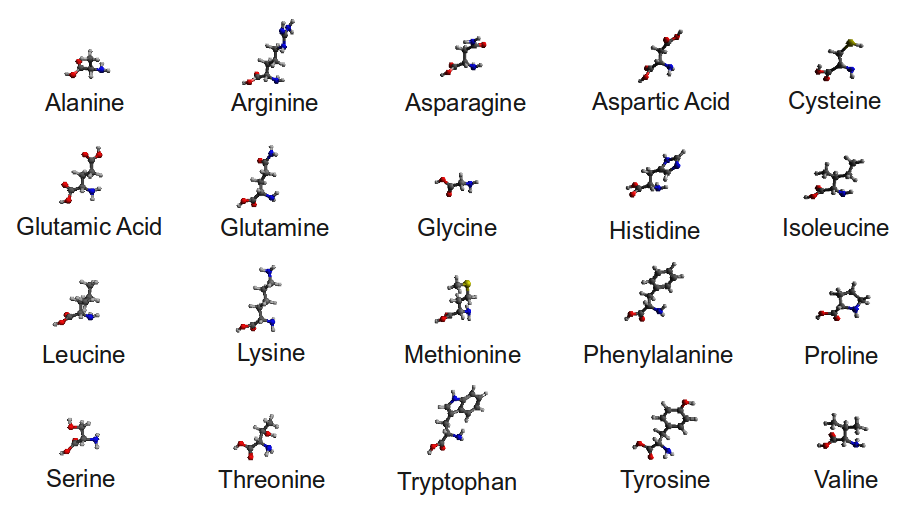 Alanine
Arginine
Asparagine
Aspartic Acid
Cysteine
Glutamic Acid
Glutamine
Glycine
Histidine
Isoleucine
Leucine
Lysine
Methionine
Phenylalanine
Proline
Serine
Threonine
Tryptophan
Tyrosine
Valine